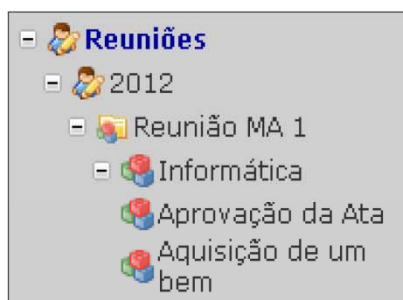 Reuniões
2012
Reunião MA 1
Informática
Aprovação da Ata
Aquisição de um
bem